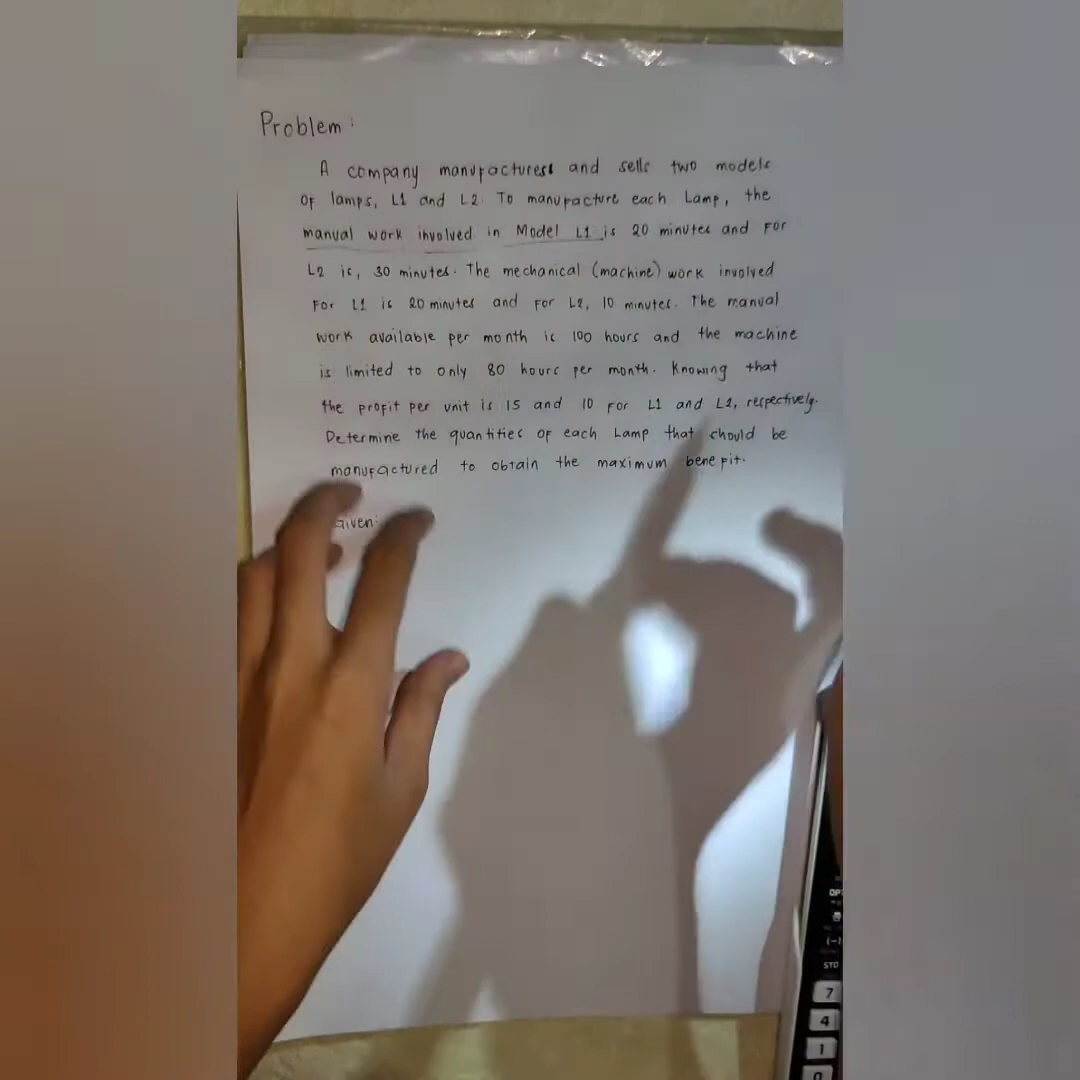 Problem:
A company manufactures and sells two models
of lamps, L1 and L2. To manufacture each Lamp, the
manual work involved in Model L1 is 20 minutes and For
L2 is, 30 minutes. The mechanical (machine) work involved
For L1 is 20 minutes and for L2, 10 minutes. The manual
work available per month is 100 hours and the machine
is limited to only 80 hours per month. Knowing that
the profit per unit is 15 and 10 for L1 and L2, respectively.
Determine the quantities of each Lamp that should be
manufactured to obtain the maximum benefit.
Given:
(-)
STO
7
4
1
0